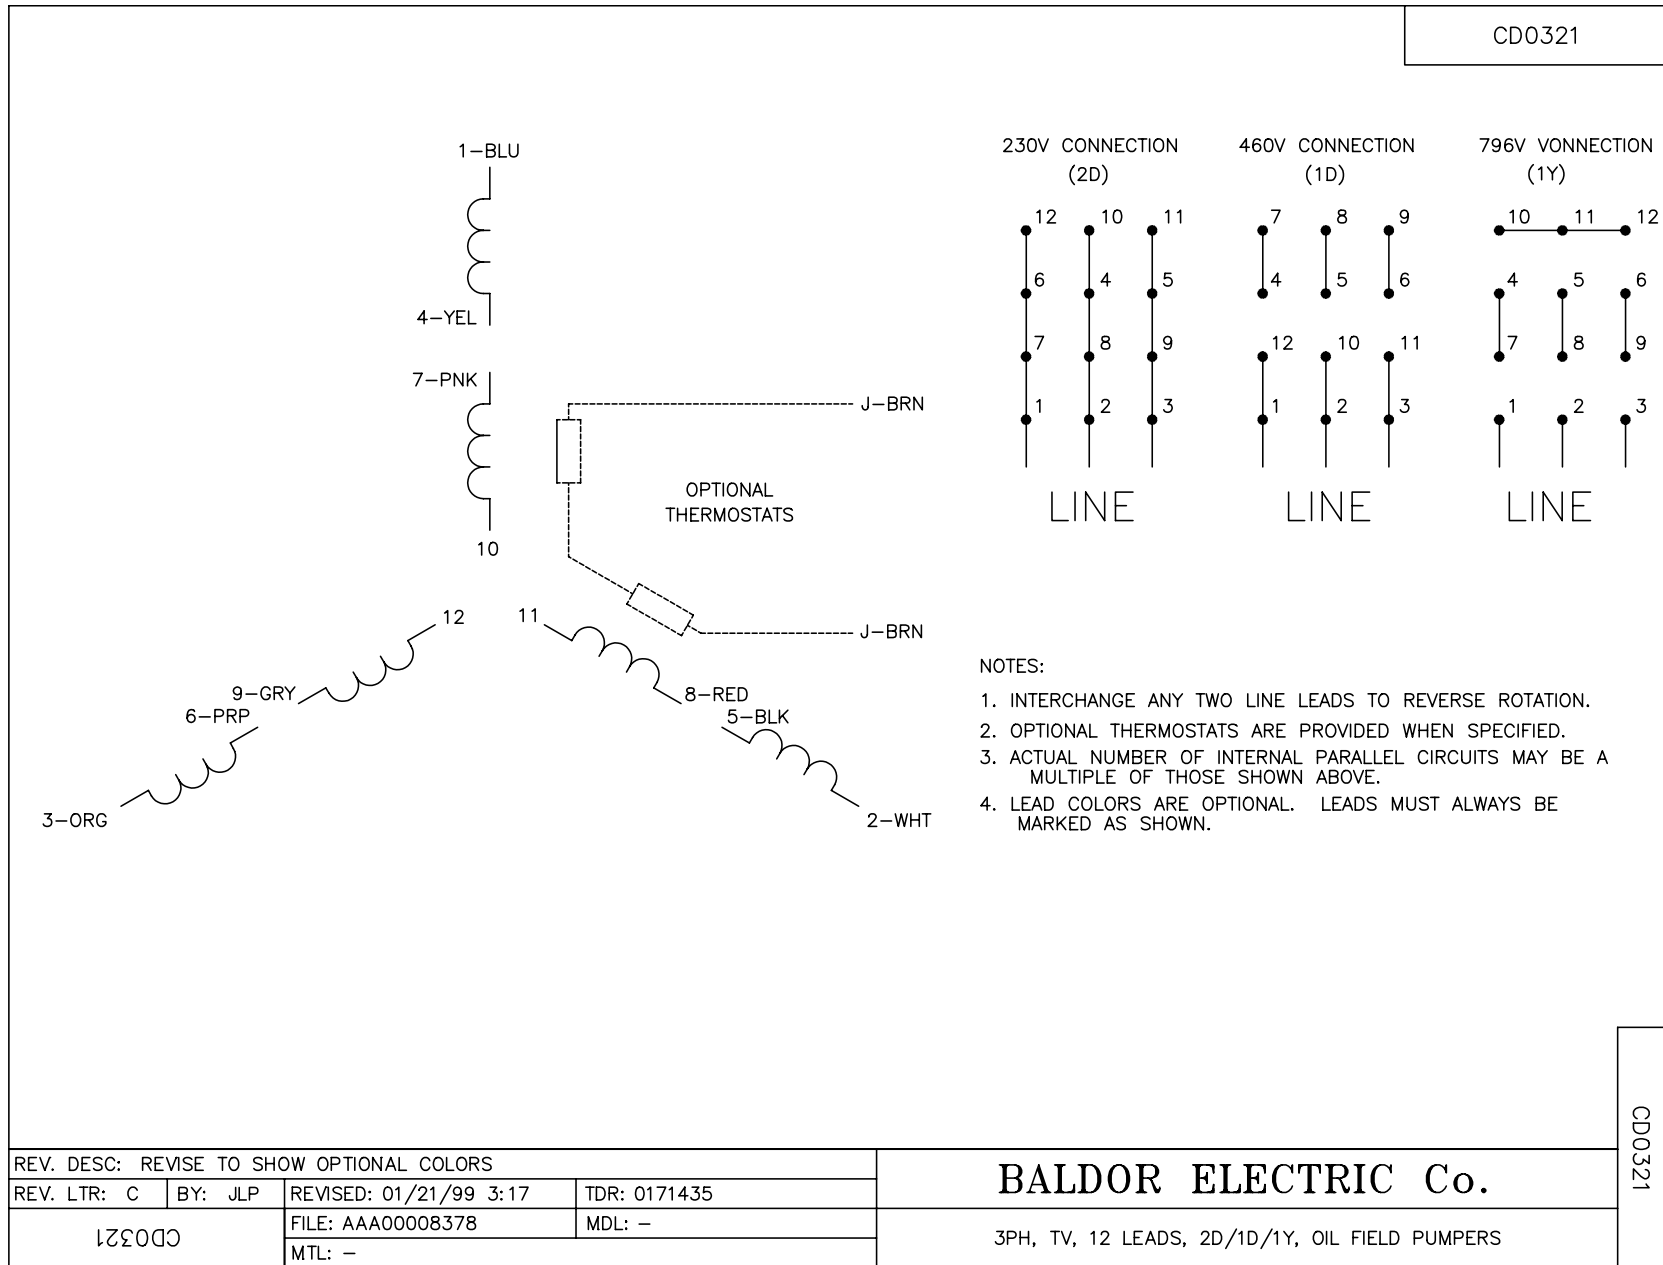 CD0321
1-BLU
4-YEL
7-PNK
10
12
11
9-GRY
6-PRP
3-ORG
8-RED
5-BLK
2-WHT
J-BRN
OPTIONAL
THERMOSTATS
J-BRN
230V CONNECTION
(2D)
12 10 11
6 4 5
7 8 9
1 2 3
LINE
460V CONNECTION
(1D)
7 8 9
4 5 6
12 10 11
1 2 3
LINE
796V VONNECTION
(1Y)
10 11 12
4 5 6
7 8 9
1 2 3
LINE
NOTES:
1. INTERCHANGE ANY TWO LINE LEADS TO REVERSE ROTATION.
2. OPTIONAL THERMOSTATS ARE PROVIDED WHEN SPECIFIED.
3. ACTUAL NUMBER OF INTERNAL PARALLEL CIRCUITS MAY BE A
MULTIPLE OF THOSE SHOWN ABOVE.
4. LEAD COLORS ARE OPTIONAL. LEADS MUST ALWAYS BE
MARKED AS SHOWN.
CD0321
REV. DESC: REVISE TO SHOW OPTIONAL COLORS
REV. LTR: C BY: JLP REVISED: 01/21/99 3:17 TDR: 0171435
CD0321
FILE: AAA00008378 MDL: -
MTL: -
BALDOR ELECTRIC Co.
3PH, TV, 12 LEADS, 2D/1D/1Y, OIL FIELD PUMPERS